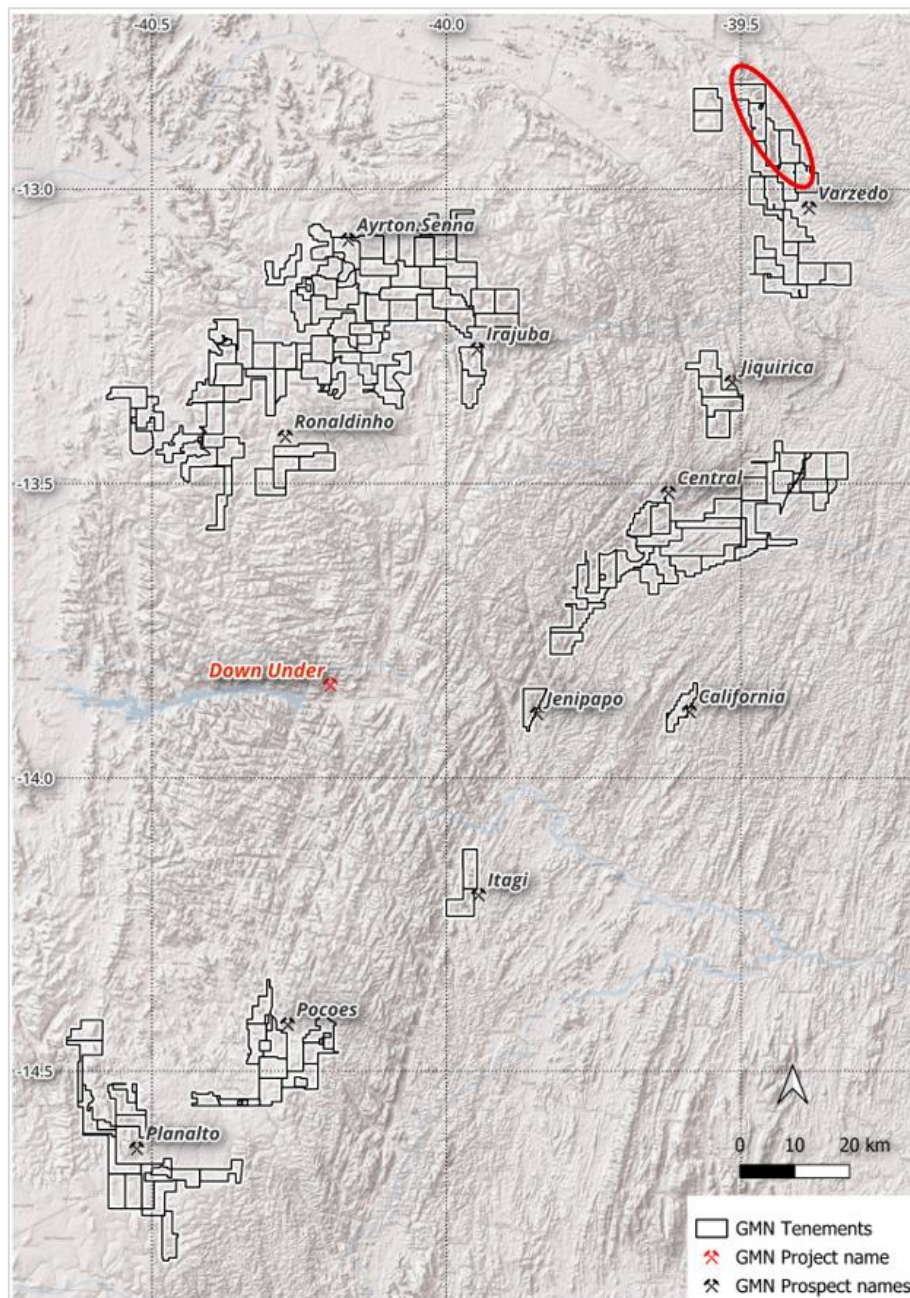 -40.5 -40.0 -39.5
-13.0
Varzedo
Ayrton Senna
Irajuba
Jiquirica
Ronaldinho
Central
-13.5
Down Under
Jenipapo
California
-14.0
Itagi
Pocoes
-14.5
Planalto
0 10 20 km
GMN Tenements
GMN Project name
GMN Prospect names